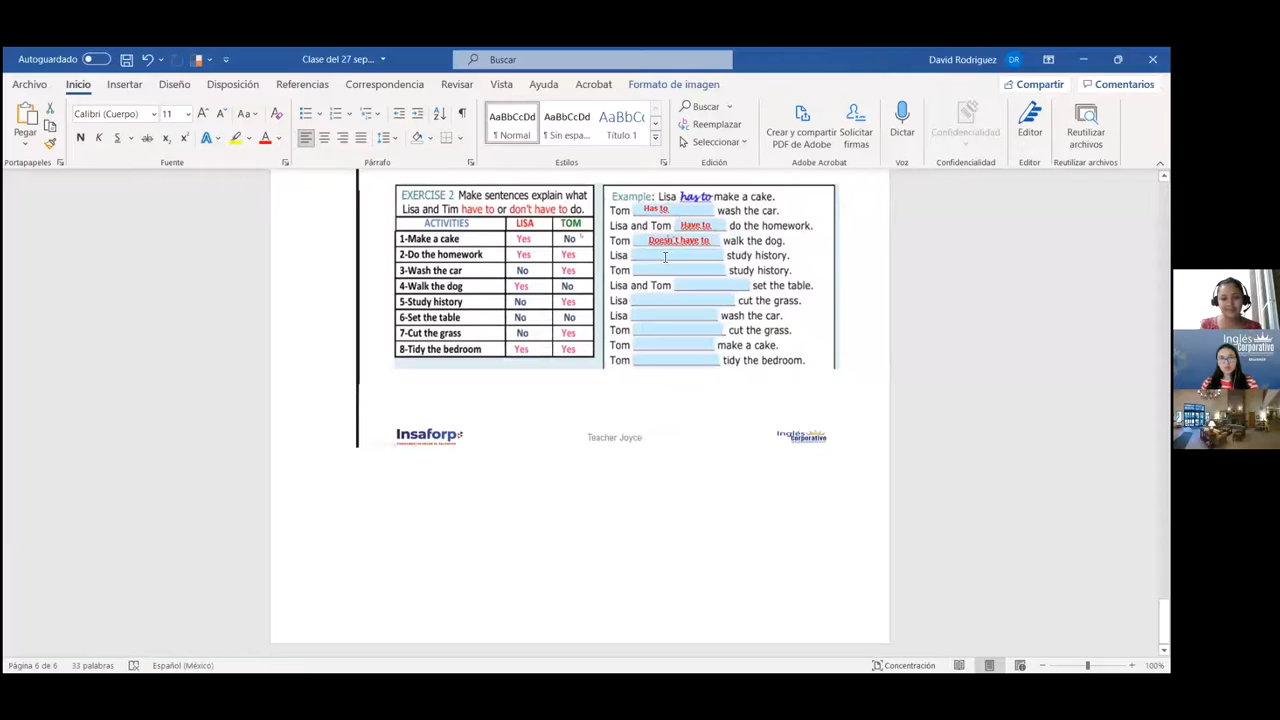 Autoguardado
Clase del 27 sep...
Buscar
David Rodriguez
DR
Archivo
Inicio
Insertar
Diseño
Disposición
Referencias
Correspondencia
Revisar
Vista
Ayuda
Acrobat
Formato de imagen
Compartir
Comentarios
Pegar
Calibri (Cuerpo)
11
N K S
AaBbCcDd
¶ Normal
AaBbCcDd
¶ Sin espa...
AaBbCc
Título 1
Buscar
Reemplazar
Seleccionar
Crear y compartir
PDF de Adobe
Solicitar
firmas
Dictar
Confidencialidad
Editor
Reutilizar
archivos
Portapapeles
Fuente
Párrafo
Estilos
Edición
Adobe Acrobat
Voz
Confidencialidad
Editor
Reutilizar archivos
EXERCISE 2 Make sentences explain what
Lisa and Tim have to or don't have to do.
ACTIVITIES LISA TOM
1-Make a cake Yes No
2-Do the homework Yes Yes
3-Wash the car No Yes
4-Walk the dog Yes No
5-Study history No Yes
6-Set the table No No
7-Cut the grass No Yes
8-Tidy the bedroom Yes Yes
Example: Lisa has to make a cake.
Tom Has to wash the car.
Lisa and Tom Have to do the homework.
Tom Doesn't have to walk the dog.
Lisa study history.
Tom study history.
Lisa and Tom set the table.
Lisa cut the grass.
Lisa wash the car.
Tom cut the grass.
Tom make a cake.
Tom tidy the bedroom.
Insaforp
Teacher Joyce
Inglés
Corporativo
Inglés
Corporativo
BEGINNER
Página 6 de 6
33 palabras
Español (México)
Concentración
100%